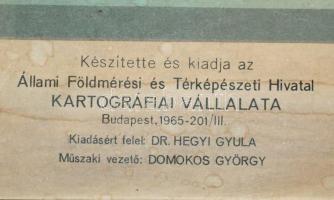 Készítette és kiadja az
Állami Földmérési és Térképészeti Hivatal
KARTOGRÁFIAI VÁLLALATA
Budapest, 1965-201/III.
Kiadásért felel: DR. HEGYI GYULA
Műszaki vezető: DOMOKOS GYÖRGY